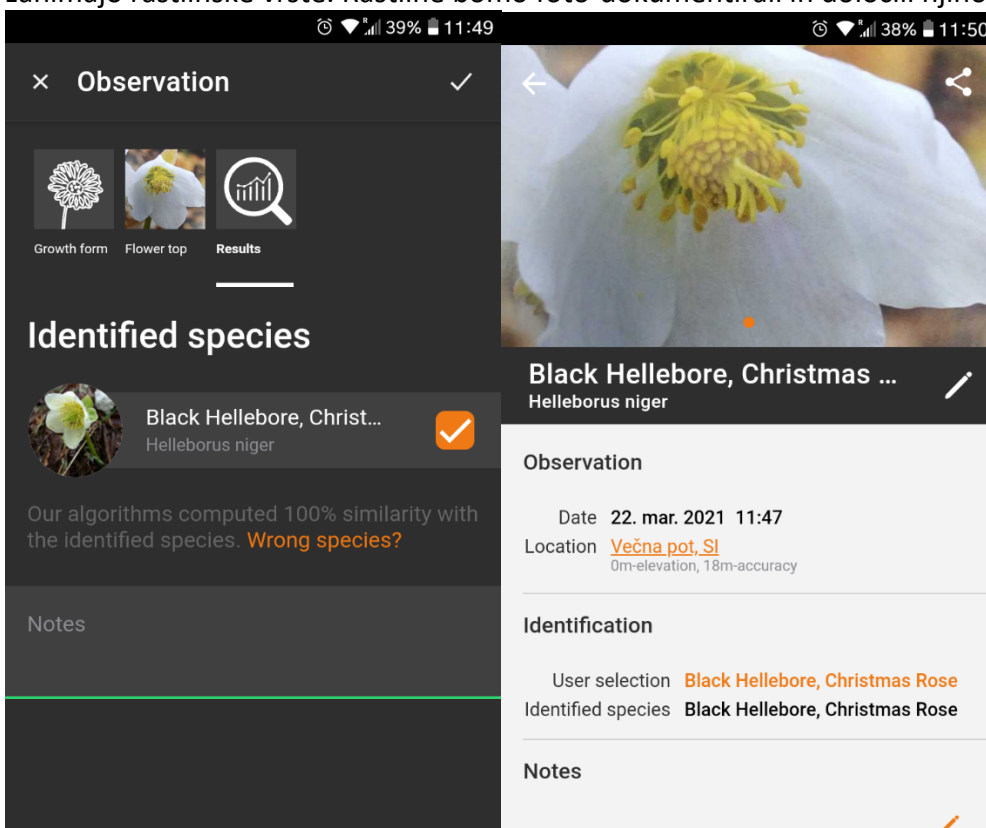 39% 11:49
× Observation
Growth form Flower top Results
Identified species
Black Hellebore, Christ...
Helleborus niger
Our algorithms computed 100% similarity with
the identified species. Wrong species?
Notes
38% 11:50
Black Hellebore, Christmas ...
Helleborus niger
Observation
Date 22. mar. 2021 11:47
Location Večna pot, SI
0m-elevation, 18m-accuracy
Identification
User selection Black Hellebore, Christmas Rose
Identified species Black Hellebore, Christmas Rose
Notes